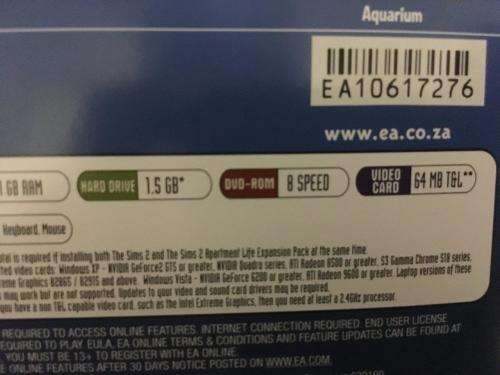 Aquarium
EA10617276
www.ea.co.za
1 GB RAM HARD DRIVE 1.5 GB* DVD-ROM 8 SPEED VIDEO CARD 64 MB T&L**
Keyboard, Mouse
Intel is required if installing both The Sims 2 and The Sims 2 Apartment Life Expansion Pack at the same time.
ted video cards: Windows XP - NVIDIA GeForce2 GTS or greater, NVIDIA Quadro series, ATI Radeon 8500 or greater, S3 Gamma Chrome S18 series,
treme Graphics 82865 / 82915 and above. Windows Vista - NVIDIA GeForce 6200 or greater, ATI Radeon 9600 or greater. Laptop versions of these
s may work but are not supported. Updates to your video and sound card drivers may be required.
you have a non T&L capable video card, such as the Intel Extreme Graphics, then you need at least a 2.4GHz processor.
REQUIRED TO ACCESS ONLINE FEATURES. INTERNET CONNECTION REQUIRED. END USER LICENSE
REQUIRED TO PLAY. EULA, EA ONLINE TERMS & CONDITIONS AND FEATURE UPDATES CAN BE FOUND AT
YOU MUST BE 13+ TO REGISTER WITH EA ONLINE.
E ONLINE FEATURES AFTER 30 DAYS NOTICE POSTED ON WWW.EA.COM.